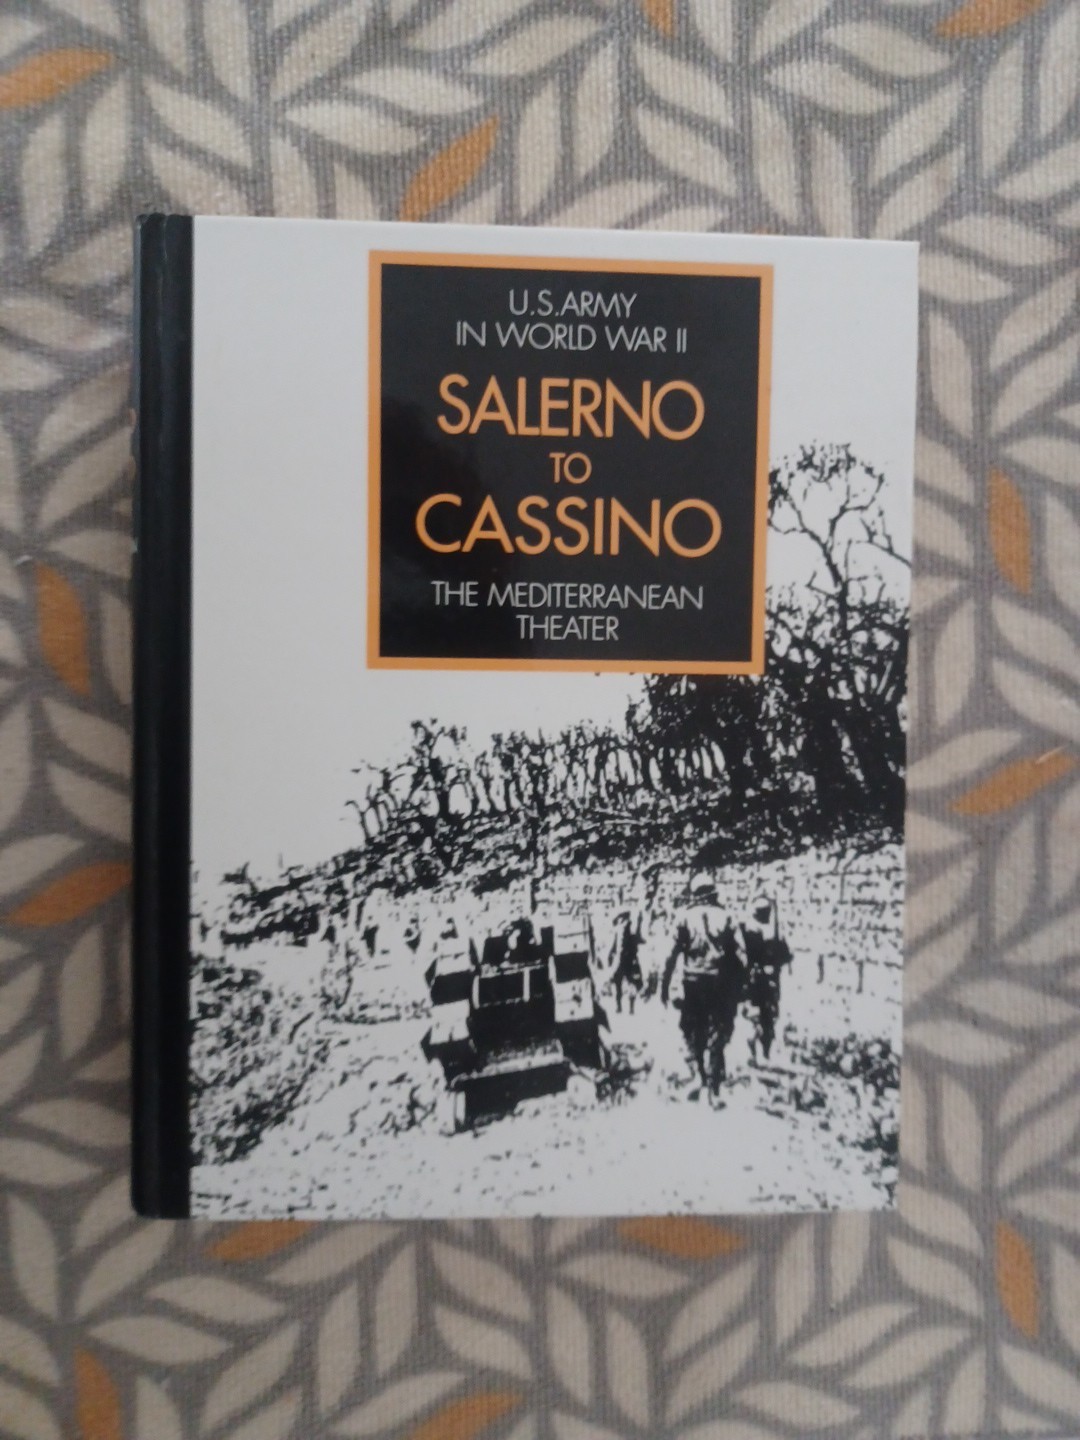 U.S. ARMY
IN WORLD WAR II
SALERNO
TO
CASSINO
THE MEDITERRANEAN
THEATER